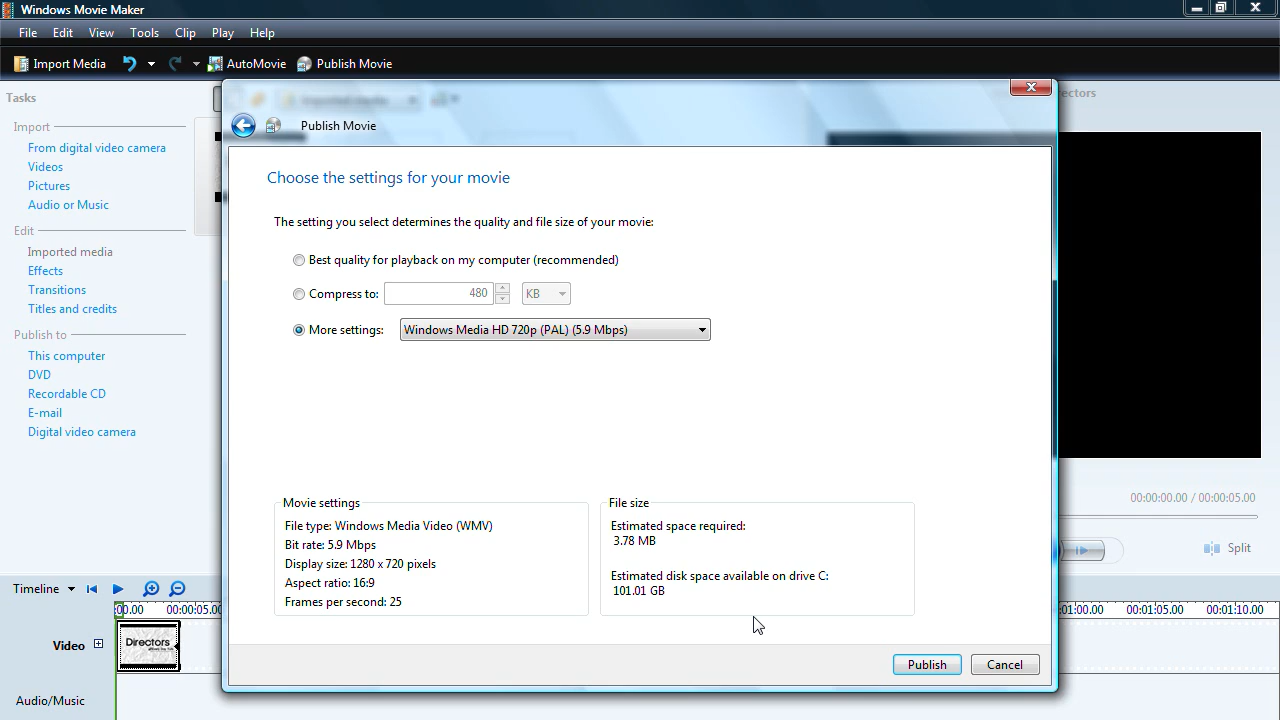 Windows Movie Maker
File Edit View Tools Clip Play Help
Import Media AutoMovie Publish Movie
Tasks
Import
From digital video camera
Videos
Pictures
Audio or Music
Edit
Imported media
Effects
Transitions
Titles and credits
Publish to
This computer
DVD
Recordable CD
E-mail
Digital video camera
Imported media
ectors
Publish Movie
Choose the settings for your movie
The setting you select determines the quality and file size of your movie:
Best quality for playback on my computer (recommended)
Compress to: 480 KB
More settings: Windows Media HD 720p (PAL) (5.9 Mbps)
Movie settings
File type: Windows Media Video (WMV)
Bit rate: 5.9 Mbps
Display size: 1280 x 720 pixels
Aspect ratio: 16:9
Frames per second: 25
File size
Estimated space required:
3.78 MB
Estimated disk space available on drive C:
101.01 GB
Publish Cancel
00:00:00.00 / 00:00:05.00
Split
Timeline
:00.00 00:00:05.00 00:01:00.00 00:01:05.00 00:01:10.00
Video
Directors
Audio/Music